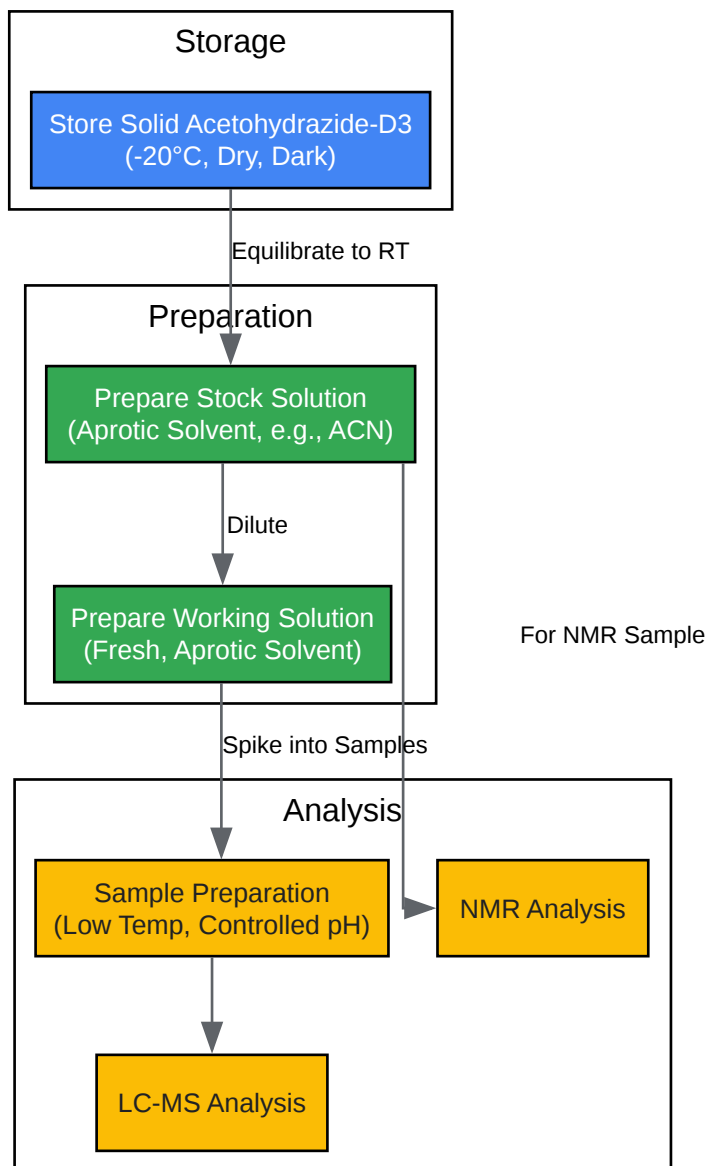 Storage
Store Solid Acetohydrazide-D3
(-20°C, Dry, Dark)
Equilibrate to RT
Preparation
Prepare Stock Solution
(Aprotic Solvent, e.g., ACN)
Dilute
Prepare Working Solution
(Fresh, Aprotic Solvent)
For NMR Sample
Spike into Samples
Analysis
Sample Preparation
(Low Temp, Controlled pH)
NMR Analysis
LC-MS Analysis